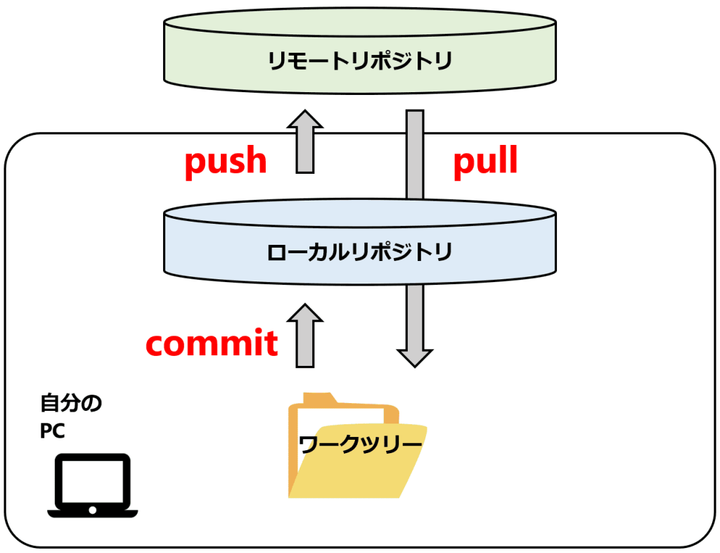 リモートリポジトリ
push
pull
ローカルリポジトリ
commit
自分の
PC
ワークツリー